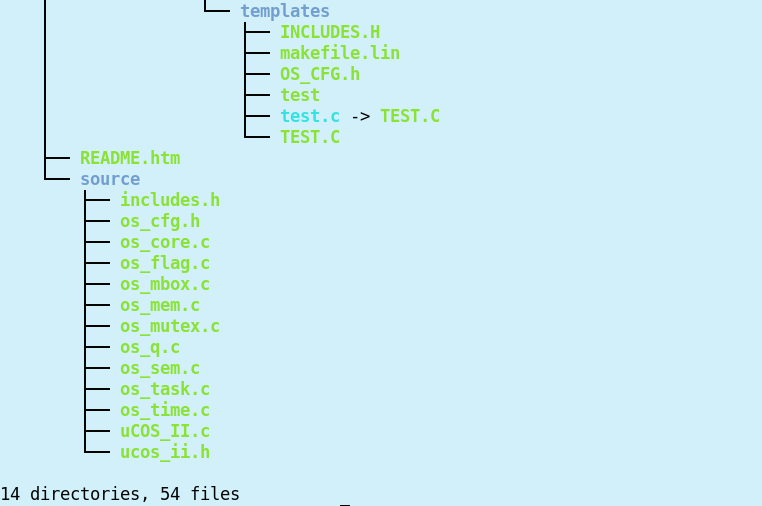 templates
INCLUDES.H
makefile.lin
OS_CFG.h
test
test.c -> TEST.C
TEST.C
README.htm
source
includes.h
os_cfg.h
os_core.c
os_flag.c
os_mbox.c
os_mem.c
os_mutex.c
os_q.c
os_sem.c
os_task.c
os_time.c
uCOS_II.c
ucos_ii.h
14 directories, 54 files